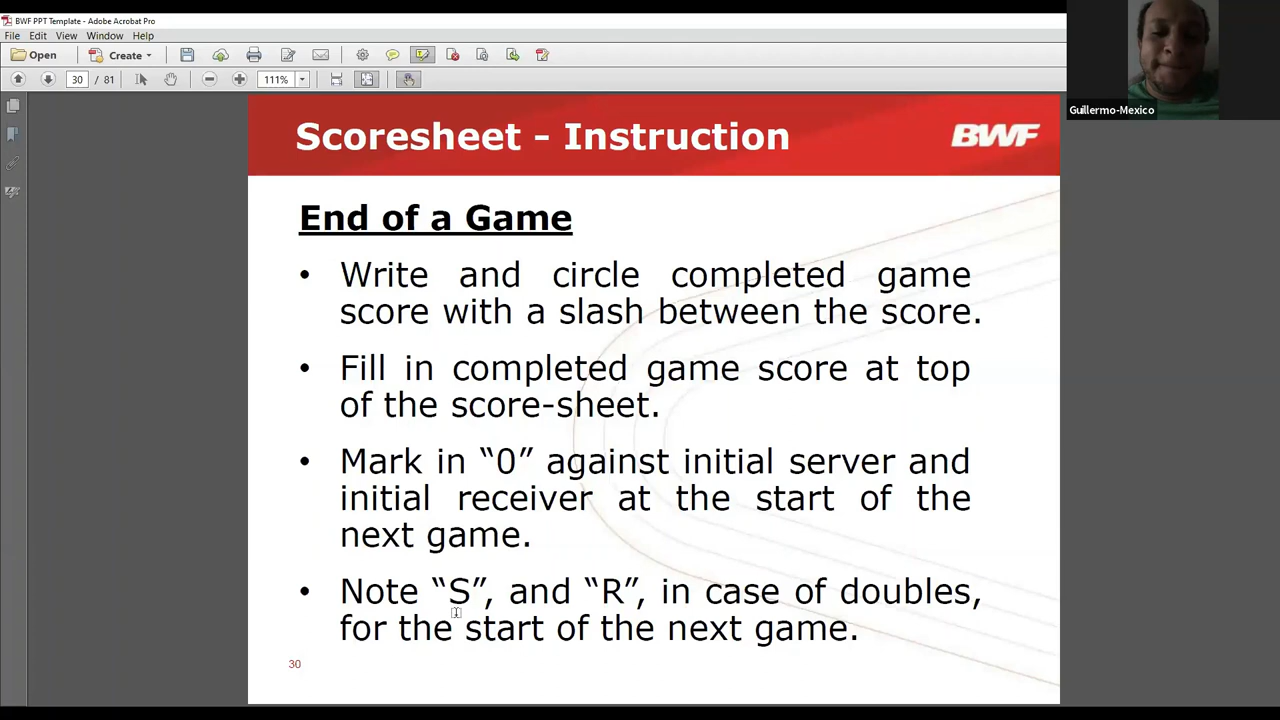 BWF PPT Template - Adobe Acrobat Pro
File Edit View Window Help
Open Create
30 / 81 111%
Guillermo-Mexico
Scoresheet - Instruction BWF
End of a Game
• Write and circle completed game
score with a slash between the score.
• Fill in completed game score at top
of the score-sheet.
• Mark in “0” against initial server and
initial receiver at the start of the
next game.
• Note “S”, and “R”, in case of doubles,
for the start of the next game.
30